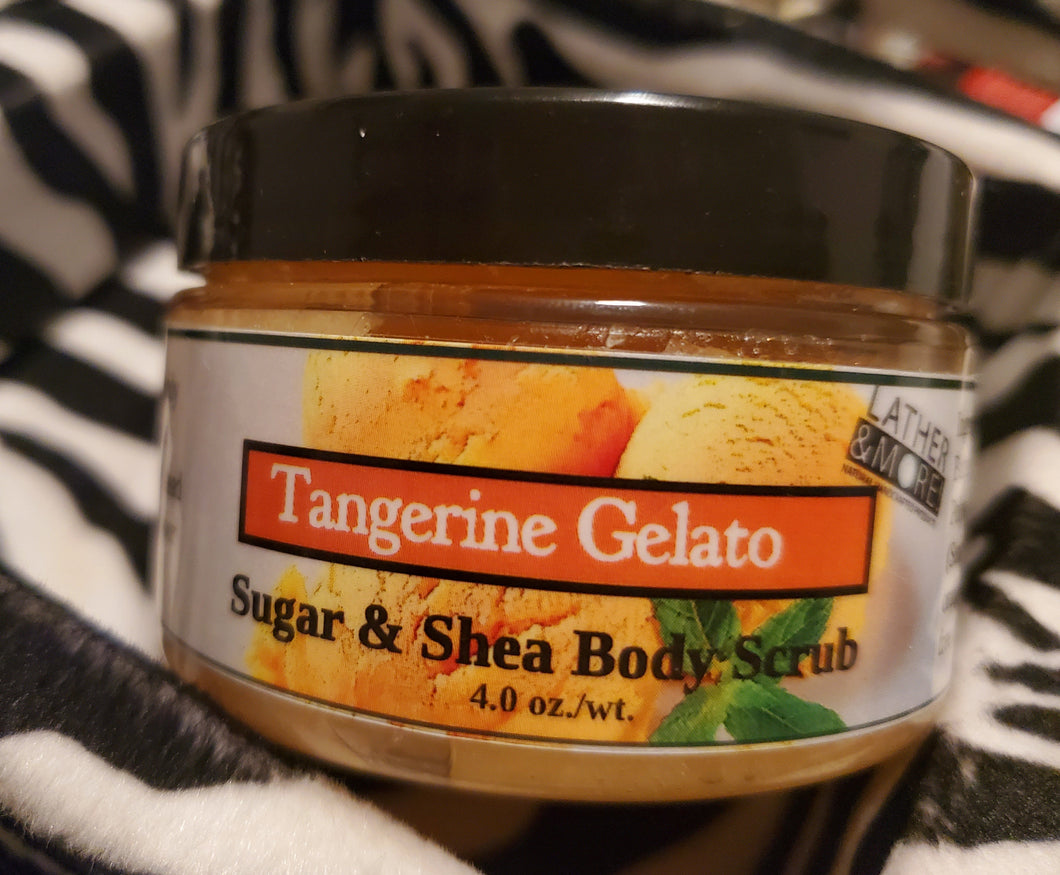 LATHER
&MORE!
Tangerine Gelato
Sugar & Shea Body Scrub
4.0 oz./wt.